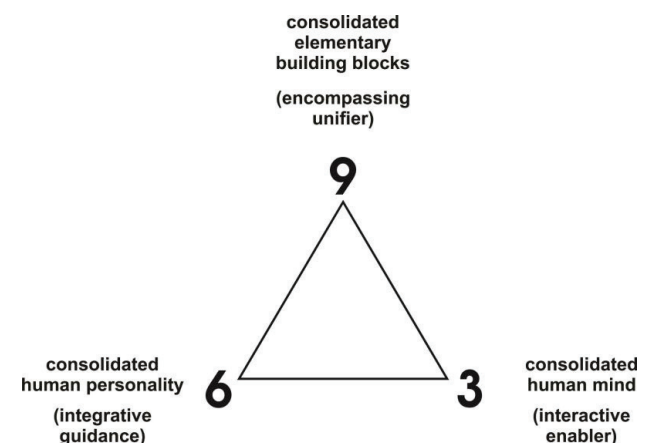 consolidated
elementary
building blocks
(encompassing
unifier)
9
consolidated
human personality
(integrative
guidance)
6
3
consolidated
human mind
(interactive
enabler)